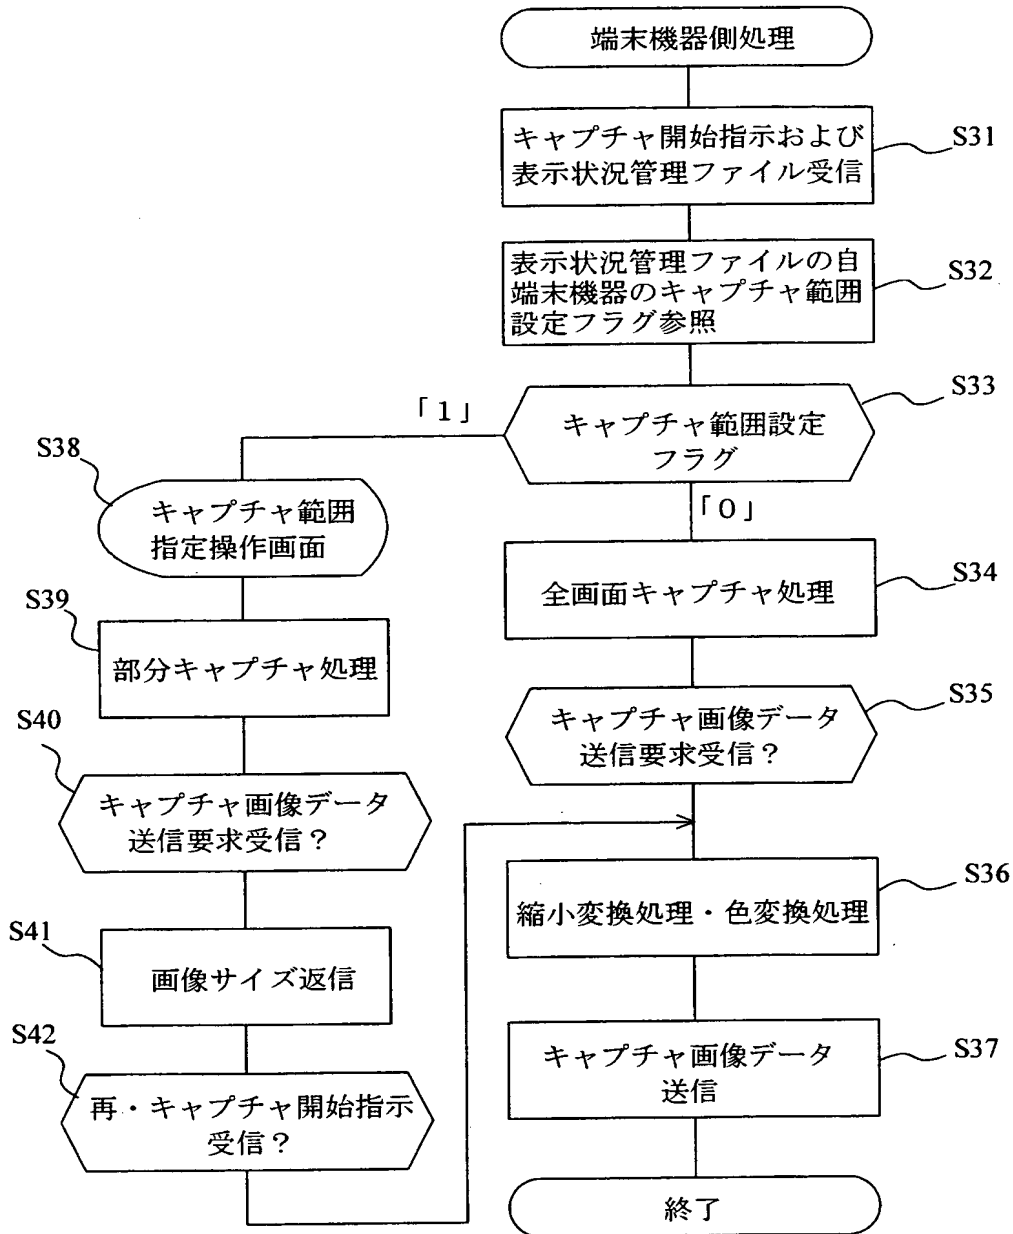 端末機器側処理
キャプチャ開始指示および
表示状況管理ファイル受信
S31
表示状況管理ファイルの自
端末機器のキャプチャ範囲
設定フラグ参照
S32
キャプチャ範囲設定
フラグ
S33
「1」
「0」
S38
キャプチャ範囲
指定操作画面
全画面キャプチャ処理
S34
S39
部分キャプチャ処理
キャプチャ画像データ
送信要求受信?
S35
S40
キャプチャ画像データ
送信要求受信?
縮小変換処理・色変換処理
S36
S41
画像サイズ返信
キャプチャ画像データ
送信
S37
S42
再・キャプチャ開始指示
受信?
終了